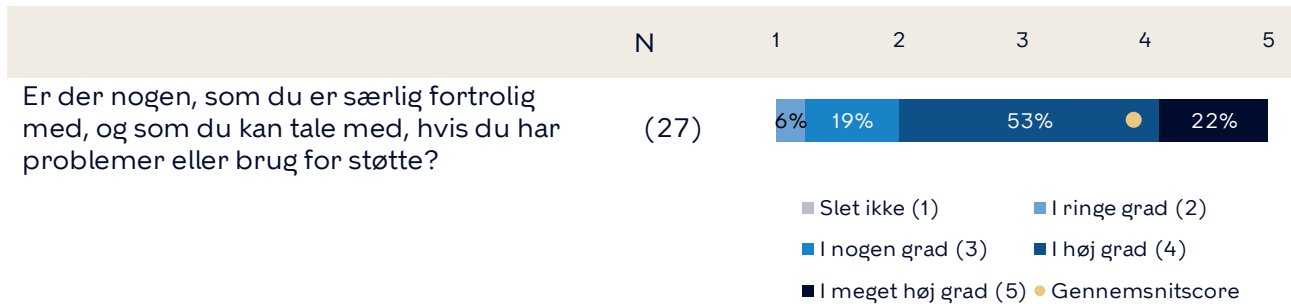 N 1 2 3 4 5
Er der nogen, som du er særlig fortrolig
med, og som du kan tale med, hvis du har
problemer eller brug for støtte?
(27)
6% 19% 53% 22%
Slet ikke (1) I ringe grad (2)
I nogen grad (3) I høj grad (4)
I meget høj grad (5) Gennemsnitscore